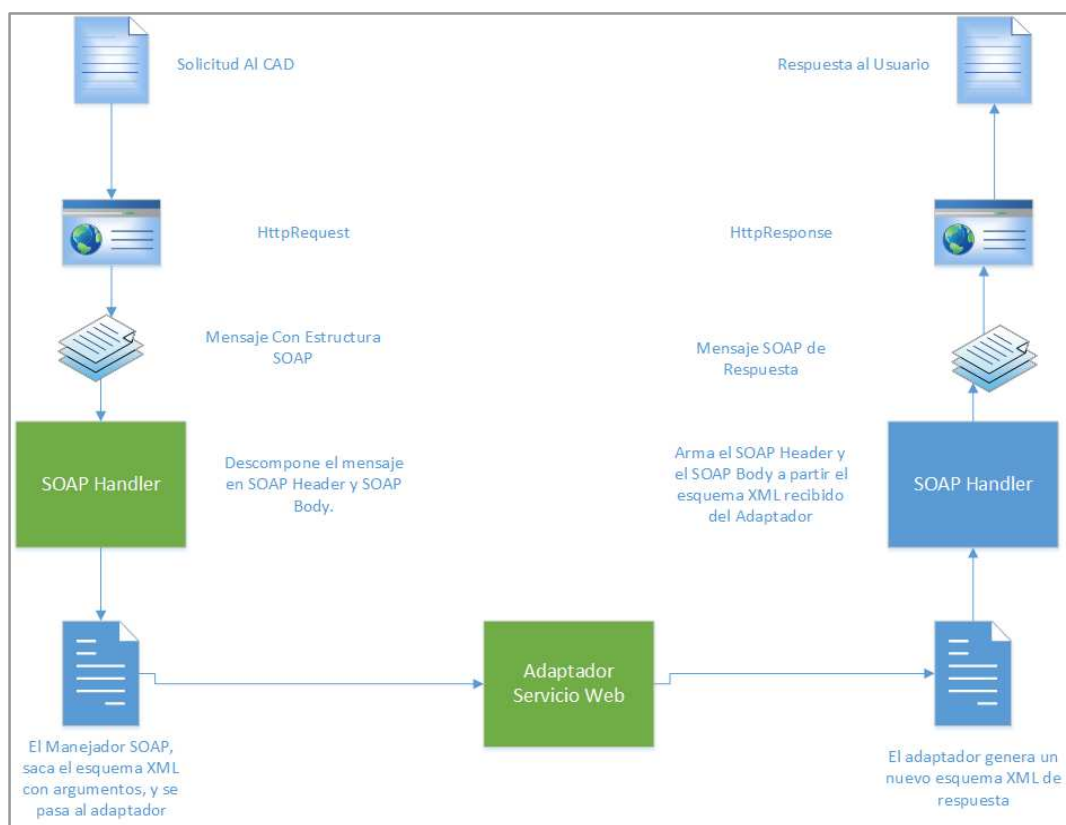 Solicitud Al CAD
Respuesta al Usuario
HttpRequest
HttpResponse
Mensaje Con Estructura
SOAP
Mensaje SOAP de
Respuesta
SOAP Handler
Descompone el mensaje
en SOAP Header y SOAP
Body.
Arma el SOAP Header y
el SOAP Body a partir el
esquema XML recibido
del Adaptador
SOAP Handler
Adaptador
Servicio Web
El Manejador SOAP,
saca el esquema XML
con argumentos, y se
pasa al adaptador
El adaptador genera un
nuevo esquema XML de
respuesta